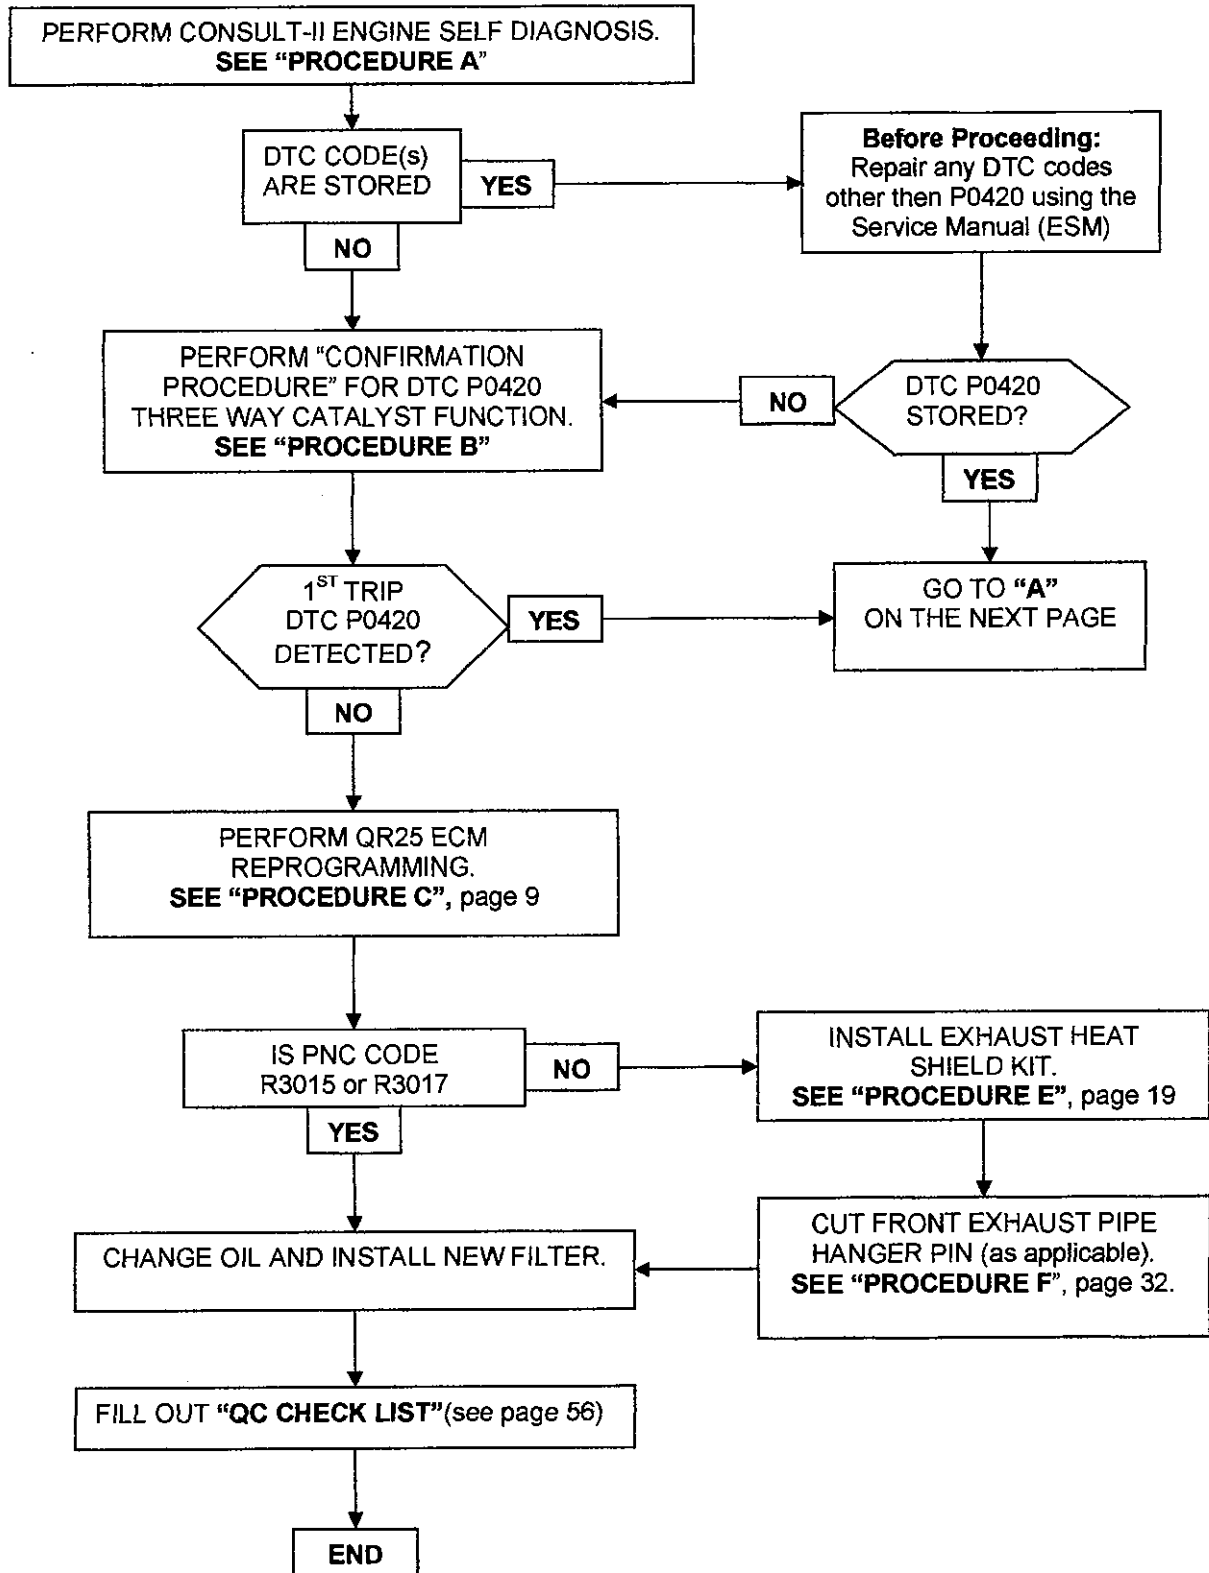 PERFORM CONSULT-II ENGINE SELF DIAGNOSIS.
SEE “PROCEDURE A”
DTC CODE(s)
ARE STORED
YES
Before Proceeding:
Repair any DTC codes
other then P0420 using the
Service Manual (ESM)
NO
PERFORM “CONFIRMATION
PROCEDURE” FOR DTC P0420
THREE WAY CATALYST FUNCTION.
SEE “PROCEDURE B”
NO
DTC P0420
STORED?
YES
1ST TRIP
DTC P0420
DETECTED?
YES
GO TO “A”
ON THE NEXT PAGE
NO
PERFORM QR25 ECM
REPROGRAMMING.
SEE “PROCEDURE C”, page 9
IS PNC CODE
R3015 or R3017
NO
INSTALL EXHAUST HEAT
SHIELD KIT.
SEE “PROCEDURE E”, page 19
YES
CHANGE OIL AND INSTALL NEW FILTER.
CUT FRONT EXHAUST PIPE
HANGER PIN (as applicable).
SEE “PROCEDURE F”, page 32.
FILL OUT “QC CHECK LIST”(see page 56)
END